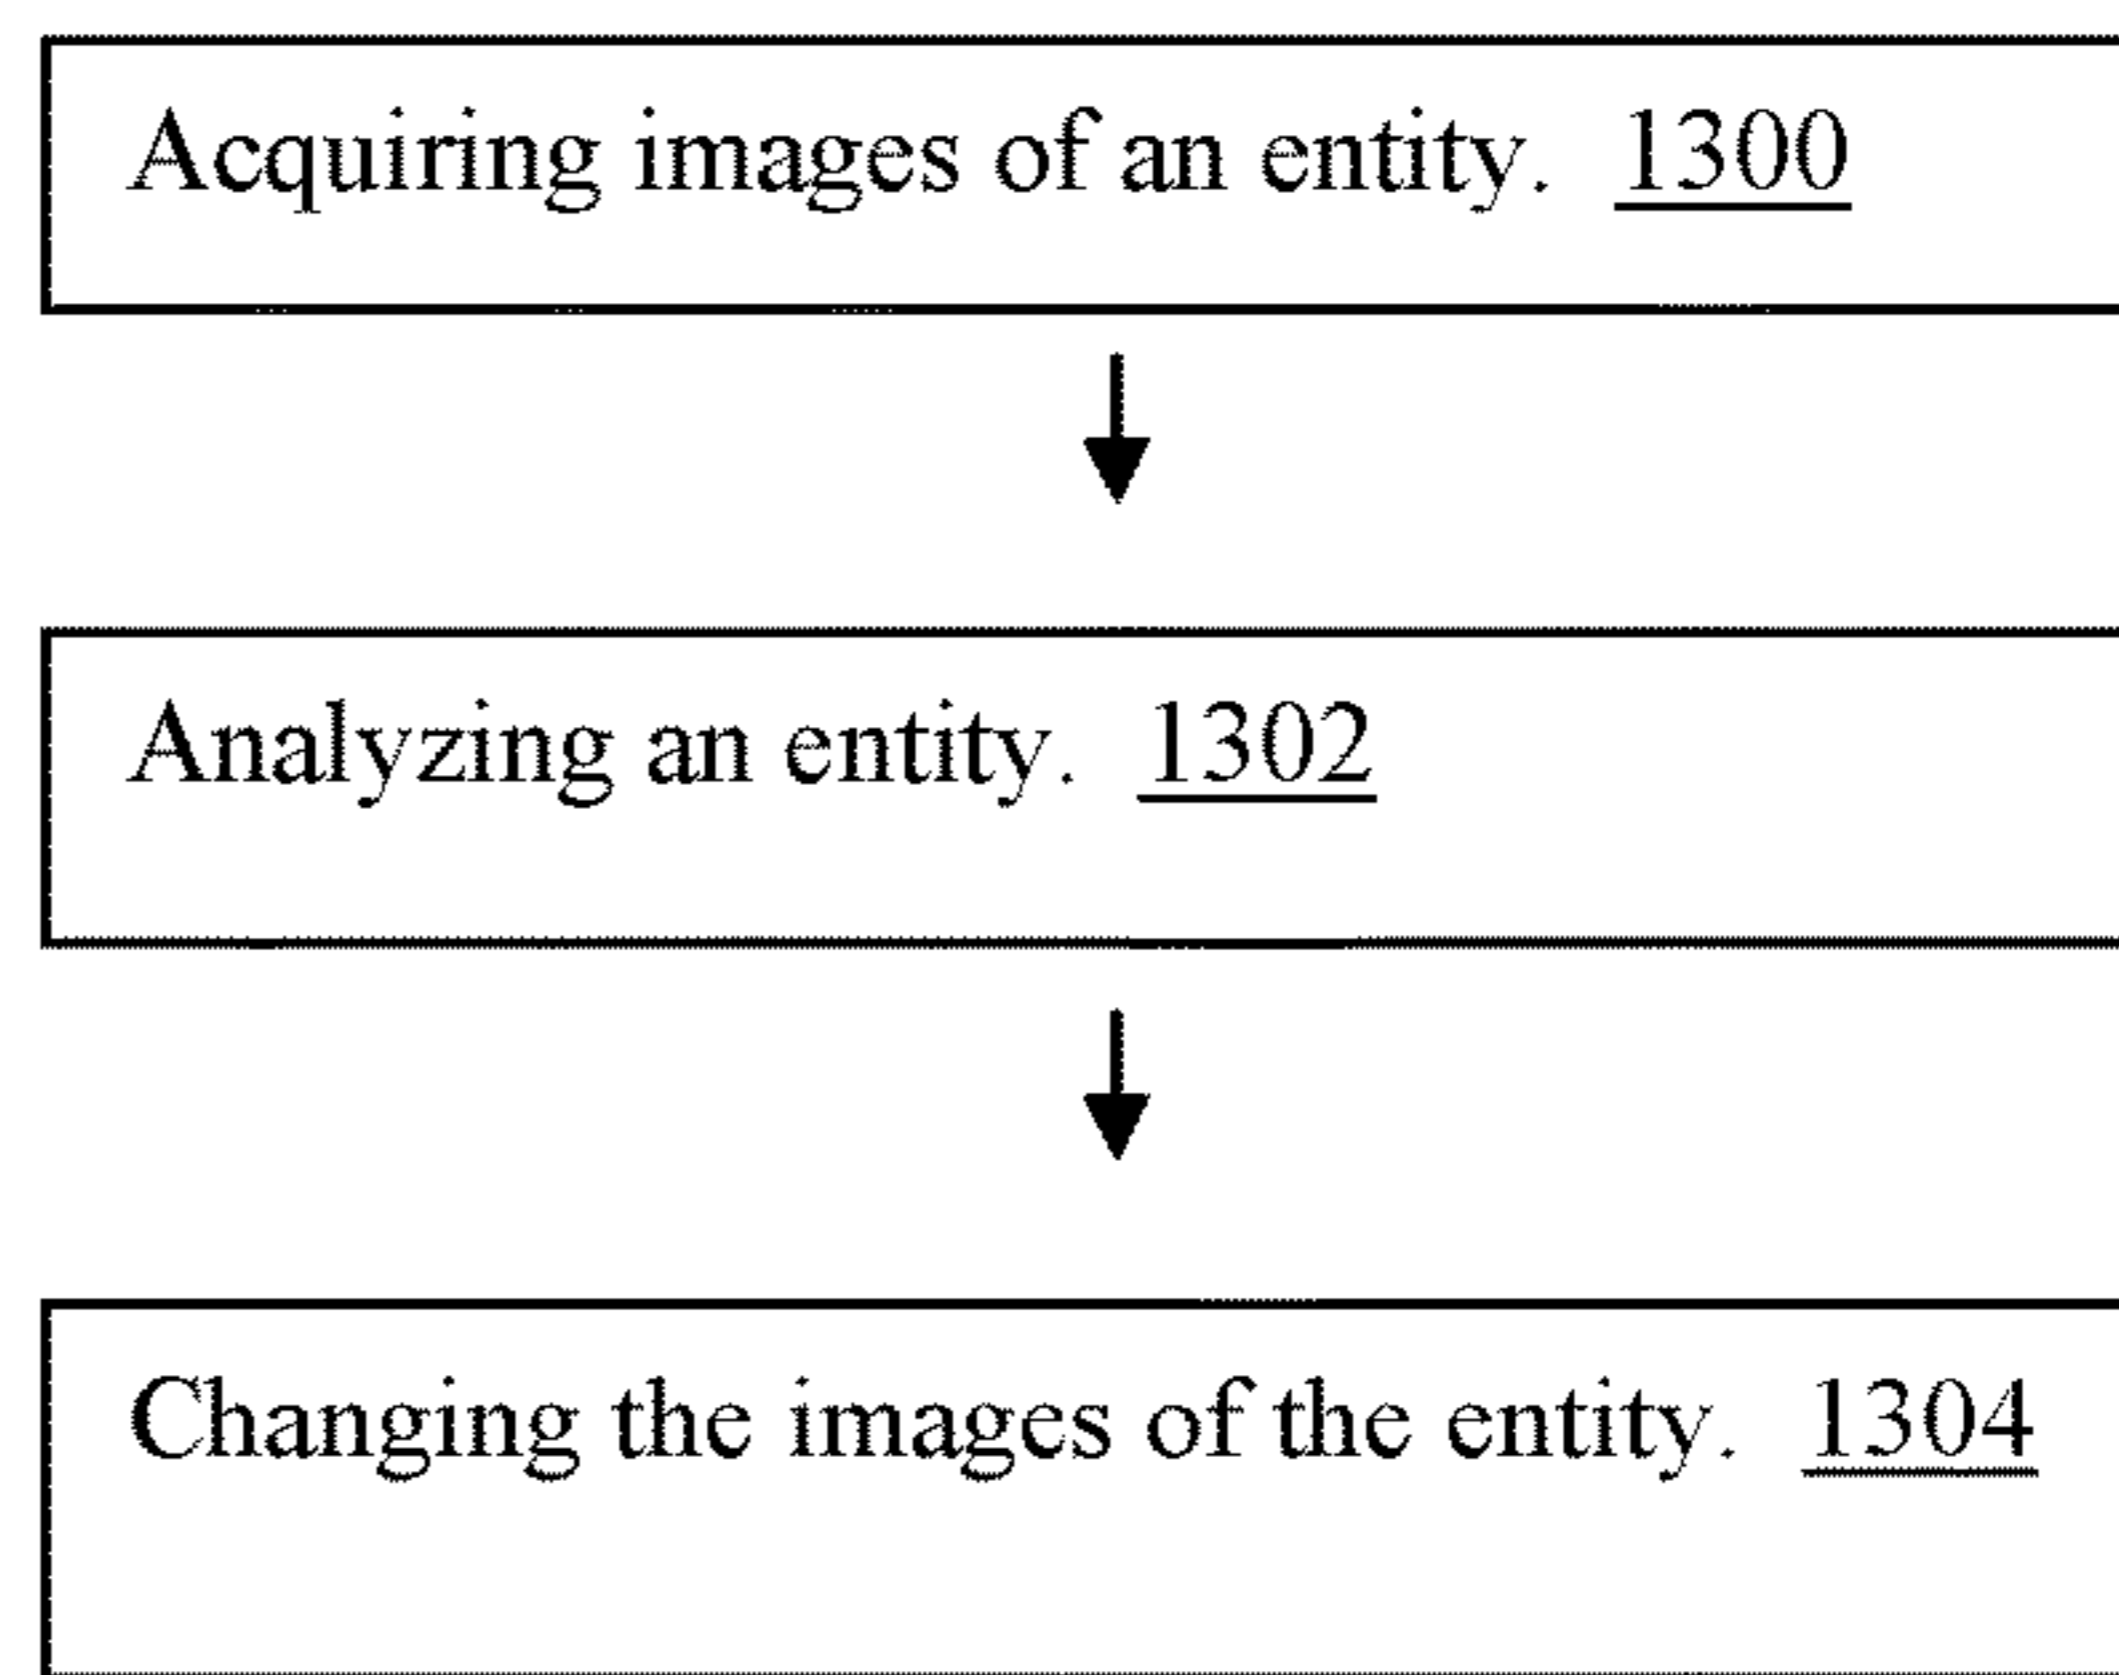 Acquiring images of an entity. 1300
Analyzing an entity. 1302
Changing the images of the entity. 1304